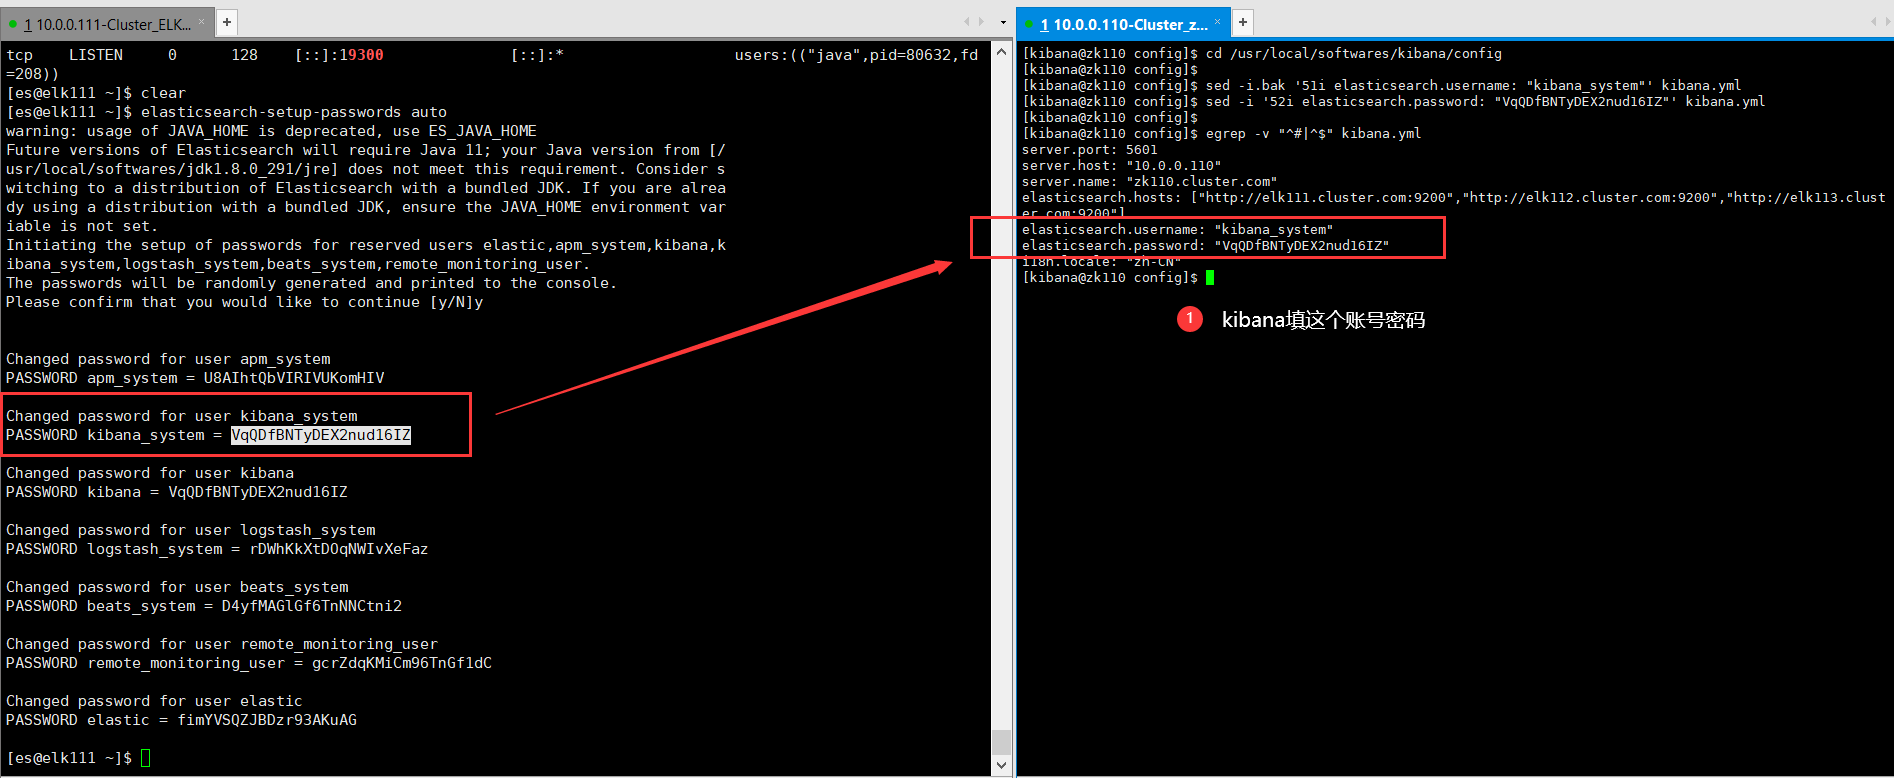 1 10.0.0.111-Cluster_ELK...
tcp    LISTEN     0      128    [::]:19300              [::]:*                   users:(("java",pid=80632,fd
=208))
[es@elk111 ~]$ clear
[es@elk111 ~]$ elasticsearch-setup-passwords auto
warning: usage of JAVA_HOME is deprecated, use ES_JAVA_HOME
Future versions of Elasticsearch will require Java 11; your Java version from [/
usr/local/softwares/jdk1.8.0_291/jre] does not meet this requirement. Consider s
witching to a distribution of Elasticsearch with a bundled JDK. If you are alrea
dy using a distribution with a bundled JDK, ensure the JAVA_HOME environment var
iable is not set.
Initiating the setup of passwords for reserved users elastic,apm_system,kibana,k
ibana_system,logstash_system,beats_system,remote_monitoring_user.
The passwords will be randomly generated and printed to the console.
Please confirm that you would like to continue [y/N]y
Changed password for user apm_system
PASSWORD apm_system = U8AIhtQbVIRIVUKomHIV
Changed password for user kibana_system
PASSWORD kibana_system = VqQDfBNTyDEX2nud16IZ
Changed password for user kibana
PASSWORD kibana = VqQDfBNTyDEX2nud16IZ
Changed password for user logstash_system
PASSWORD logstash_system = rDWhKkXtDOqNWIvXeFaz
Changed password for user beats_system
PASSWORD beats_system = D4yfMAGlGf6TnNNCtni2
Changed password for user remote_monitoring_user
PASSWORD remote_monitoring_user = gcrZdqKMiCm96TnGf1dC
Changed password for user elastic
PASSWORD elastic = fimYVSQZJBDzr93AKuAG
[es@elk111 ~]$
1 10.0.0.110-Cluster_z...
[kibana@zk110 config]$ cd /usr/local/softwares/kibana/config
[kibana@zk110 config]$
[kibana@zk110 config]$ sed -i.bak '51i elasticsearch.username: "kibana_system"' kibana.yml
[kibana@zk110 config]$ sed -i '52i elasticsearch.password: "VqQDfBNTyDEX2nud16IZ"' kibana.yml
[kibana@zk110 config]$
[kibana@zk110 config]$ egrep -v "^#|^$" kibana.yml
server.port: 5601
server.host: "10.0.0.110"
server.name: "zk110.cluster.com"
elasticsearch.hosts: ["http://elk111.cluster.com:9200","http://elk112.cluster.com:9200","http://elk113.clust
er.com:9200"]
elasticsearch.username: "kibana_system"
elasticsearch.password: "VqQDfBNTyDEX2nud16IZ"
i18n.locale: "zh-CN"
[kibana@zk110 config]$
1 kibana填这个账号密码